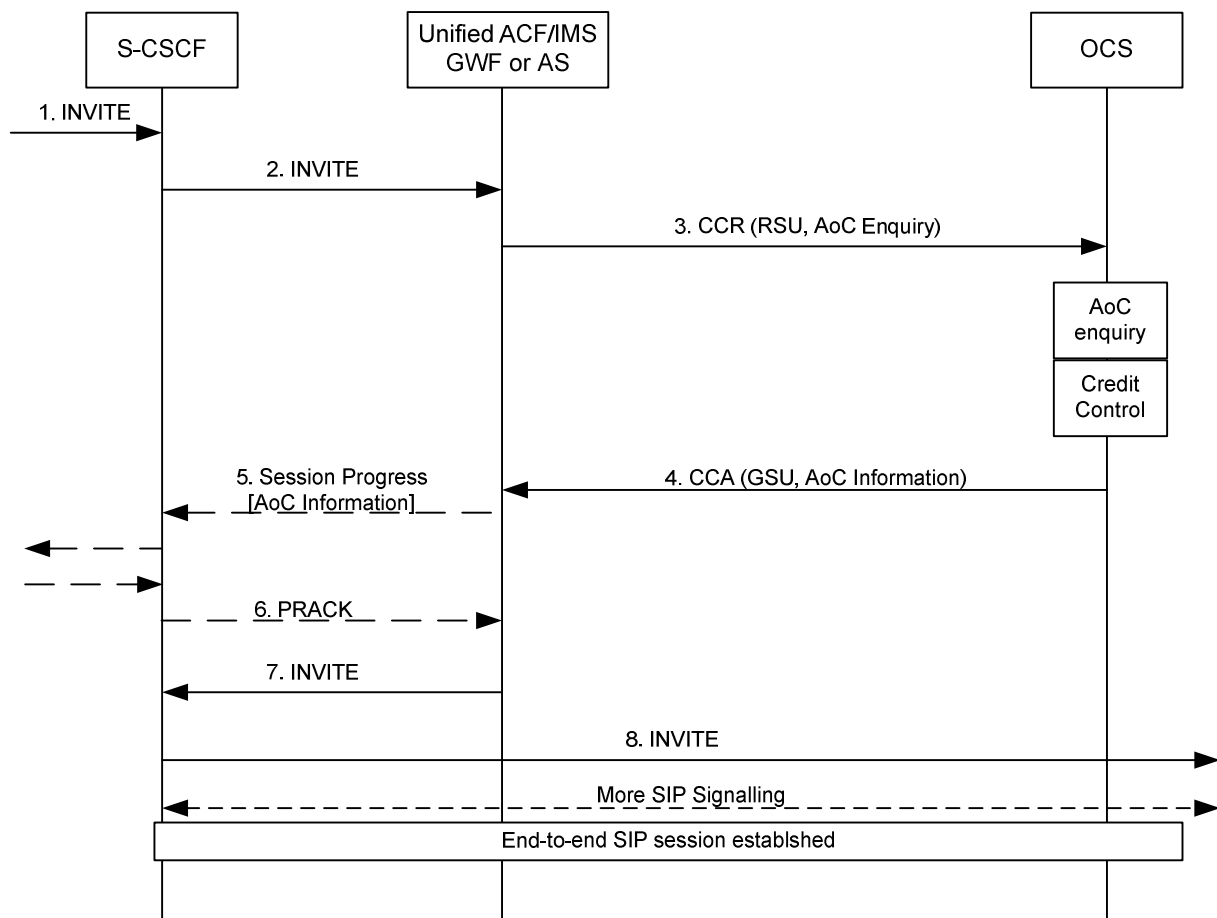 S-CSCF
Unified ACF/IMS
GWF or AS
OCS
1. INVITE
2. INVITE
3. CCR (RSU, AoC Enquiry)
AoC
enquiry
Credit
Control
4. CCA (GSU, AoC Information)
5. Session Progress
[AoC Information]
6. PRACK
7. INVITE
8. INVITE
More SIP Signalling
End-to-end SIP session establshed